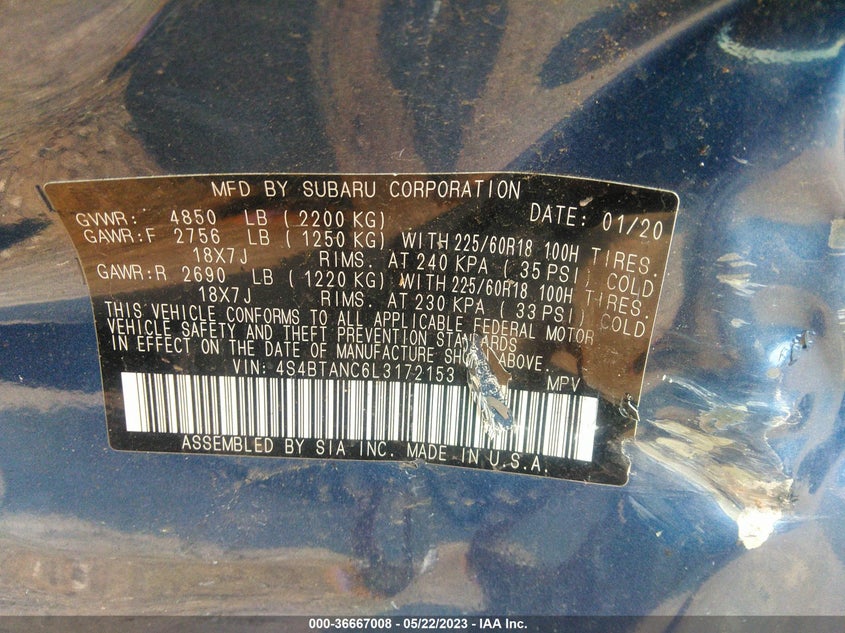 MFD BY SUBARU CORPORATION DATE: 01/20
GVWR: 4850 LB (2200 KG)
GAWR:F 2756 LB (1250 KG) WITH 225/60R18 100H TIRES.
18X7J RIMS. AT 240 KPA (35 PSI) COLD
GAWR:R 2690 LB (1220 KG) WITH 225/60R18 100H TIRES.
18X7J RIMS. AT 230 KPA (33 PSI) COLD
THIS VEHICLE CONFORMS TO ALL APPLICABLE FEDERAL MOTOR
VEHICLE SAFETY AND THEFT PREVENTION STANDARDS
IN EFFECT ON THE DATE OF MANUFACTURE SHOWN ABOVE.
VIN: 4S4BTANC6L3172153 MPV
ASSEMBLED BY SIA INC. MADE IN U.S.A.
000-36667008 - 05/22/2023 - IAA Inc.